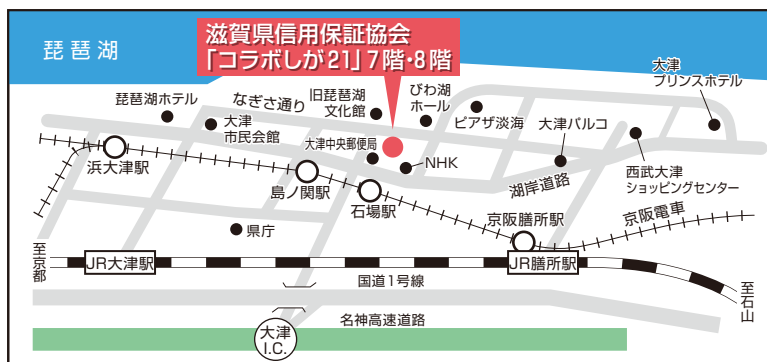 滋賀県信用保証協会
「コラボしが21」7階・8階
琵琶湖
大津
プリンスホテル
琵琶湖ホテル
なぎさ通り
旧琵琶湖
文化館
びわ湖
ホール
大津
市民会館
ピアザ淡海
大津パルコ
大津中央郵便局
NHK
浜大津駅
島ノ関駅
湖岸道路
西武大津
ショッピングセンター
石場駅
京阪膳所駅
京阪電車
県庁
至京都
JR大津駅
JR膳所駅
国道1号線
至石山
名神高速道路
大津
I.C.